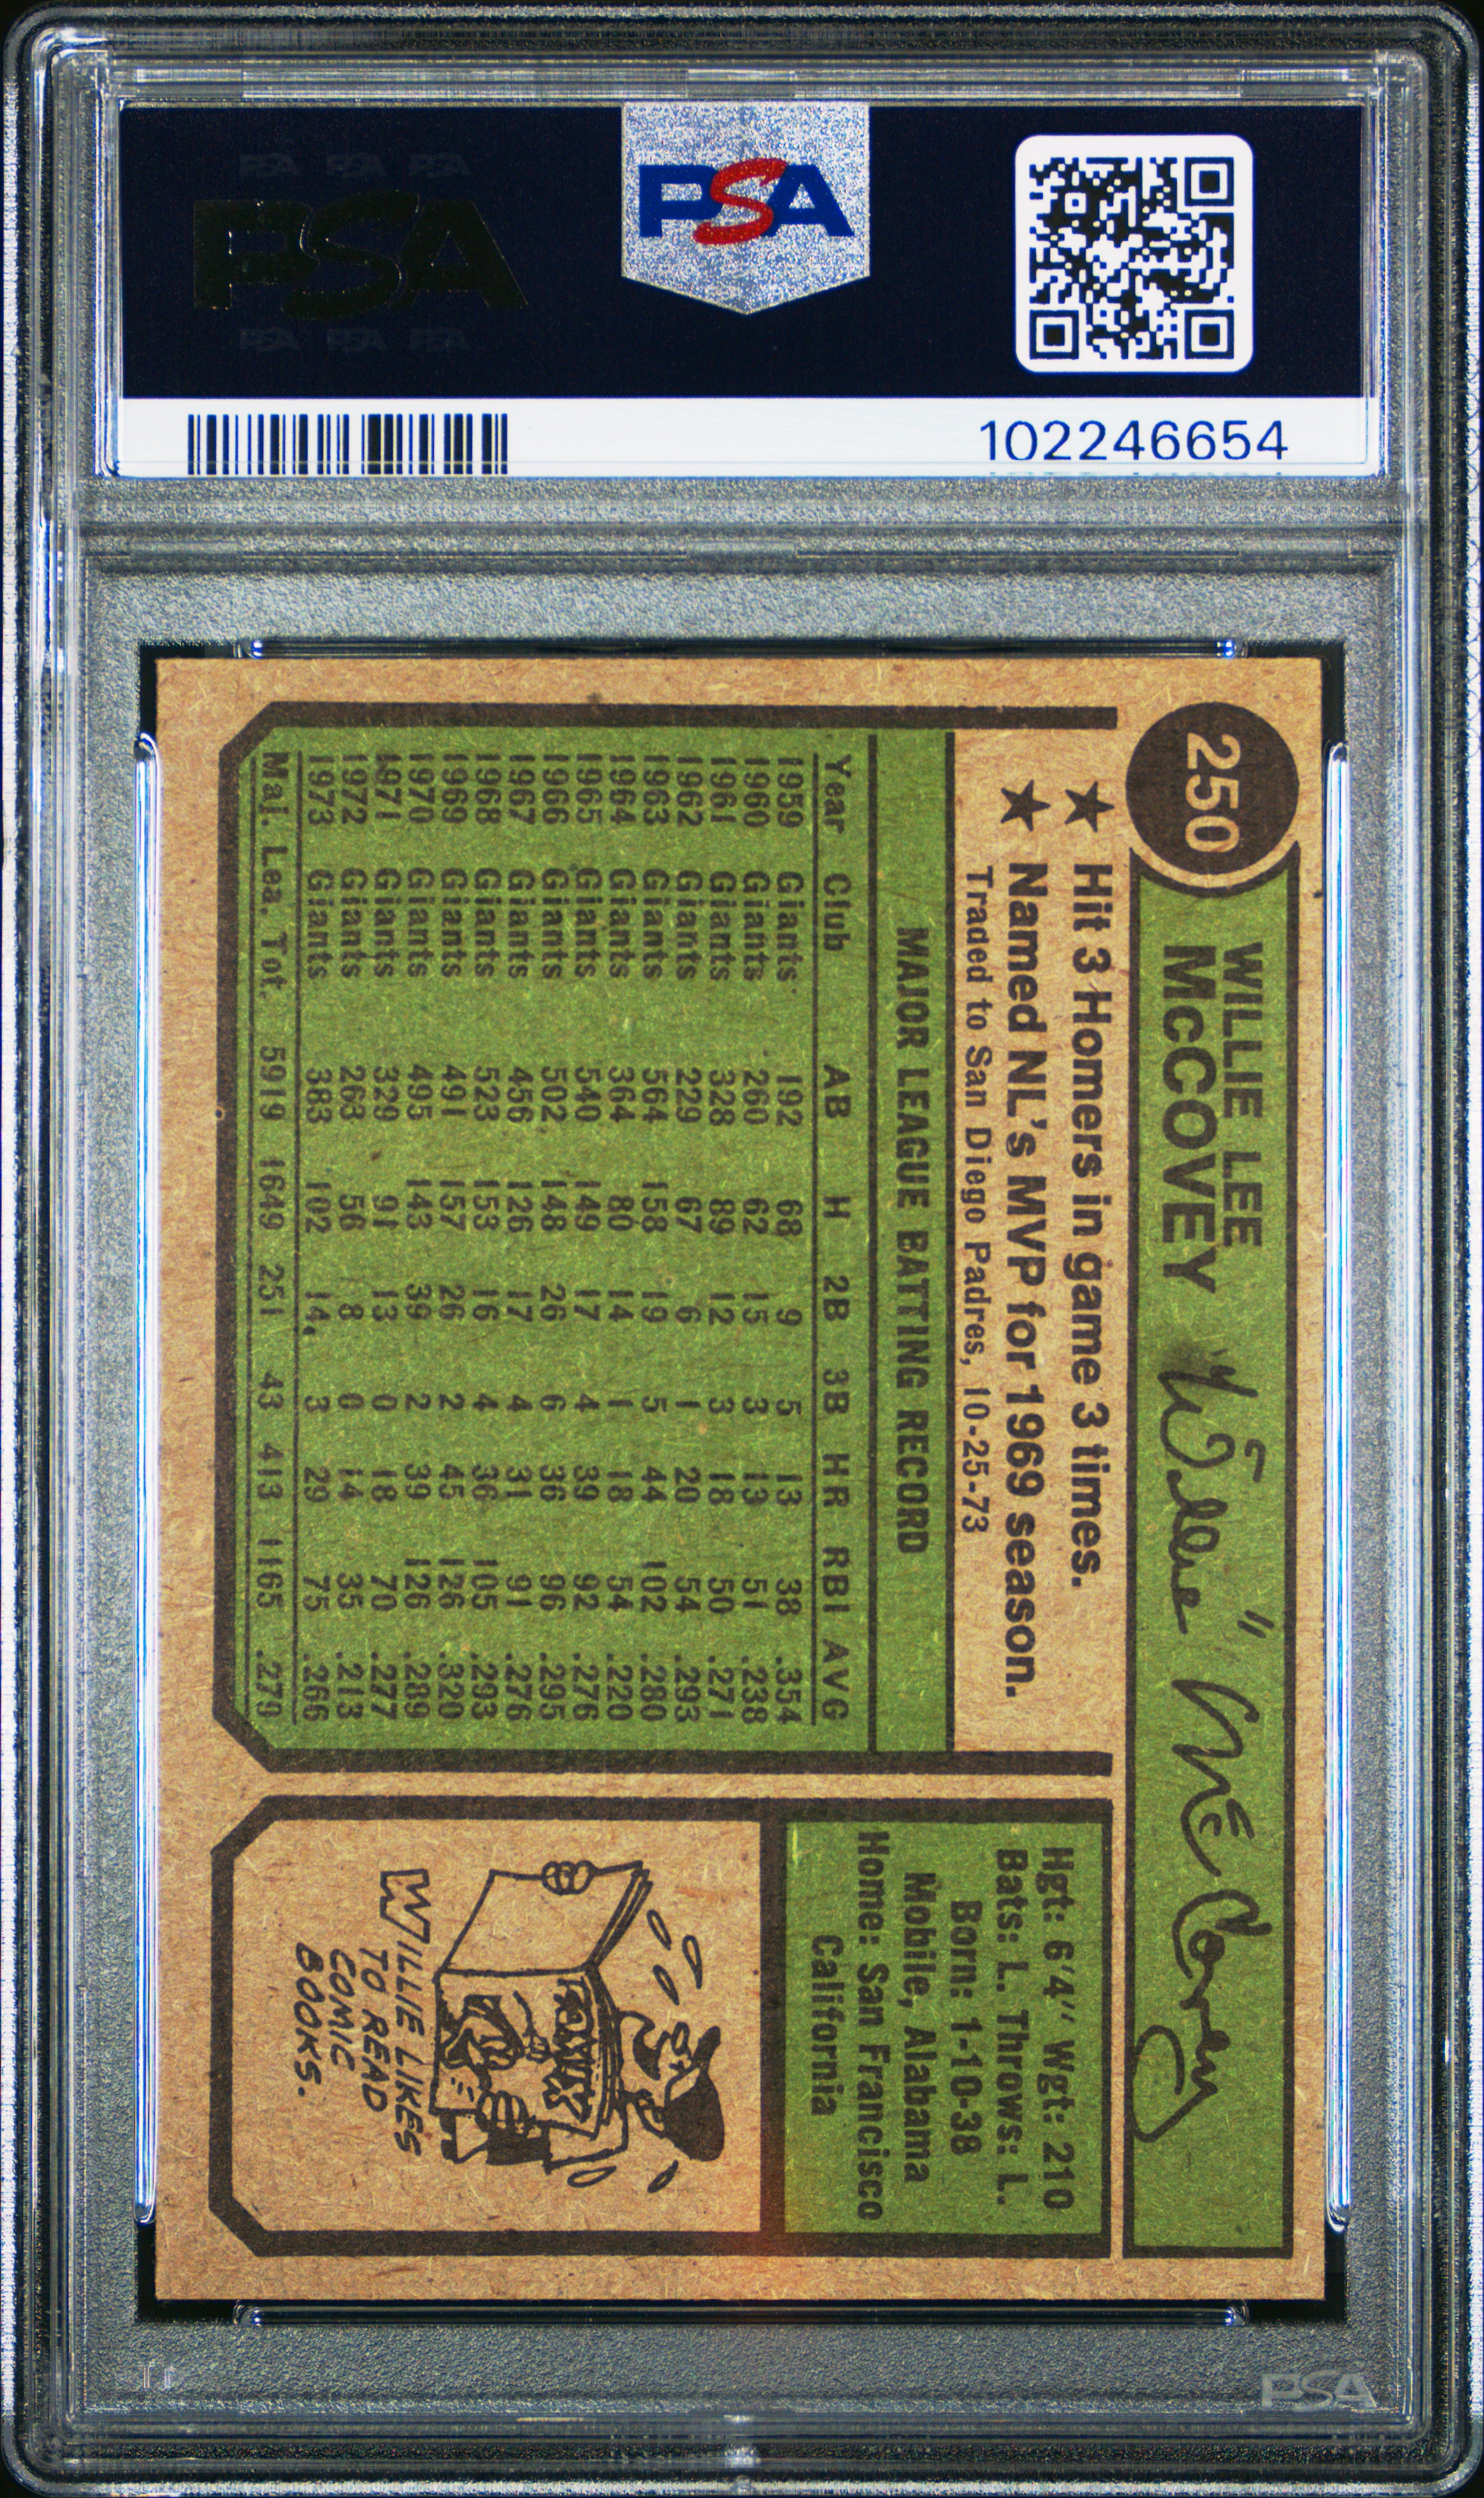 PSA PSA PSA
PSA
PSA PSA PSA
PSA
102246654
250
WILLIE LEE
McCOVEY
"Willie" McCovey
★ Hit 3 Homers in game 3 times.
★ Named NL's MVP for 1969 season.
Traded to San Diego Padres, 10-25-73
MAJOR LEAGUE BATTING RECORD
Year Club AB H 2B 3B HR RBI AVG
1959 Giants 192 68 9 5 13 38 .354
1960 Giants 260 62 15 3 13 51 .238
1961 Giants 328 89 12 3 18 50 .271
1962 Giants 229 67 6 1 20 54 .293
1963 Giants 564 158 19 5 44 102 .280
1964 Giants 364 80 14 1 18 54 .220
1965 Giants 540 149 17 4 39 92 .276
1966 Giants 502 148 26 6 36 96 .295
1967 Giants 456 126 17 4 31 91 .276
1968 Giants 523 153 16 4 36 105 .293
1969 Giants 491 157 26 2 45 126 .320
1970 Giants 495 143 39 2 39 126 .289
1971 Giants 329 91 13 0 18 70 .277
1972 Giants 263 56 8 0 14 35 .213
1973 Giants 383 102 14 3 29 75 .266
Maj. Lea. Tot. 5919 1649 251 43 413 1165 .279
Hgt: 6'4" Wgt: 210
Bats: L. Throws: L.
Born: 1-10-38
Mobile, Alabama
Home: San Francisco
California
WILLIE LIKES
TO READ
COMIC
BOOKS.
PSA